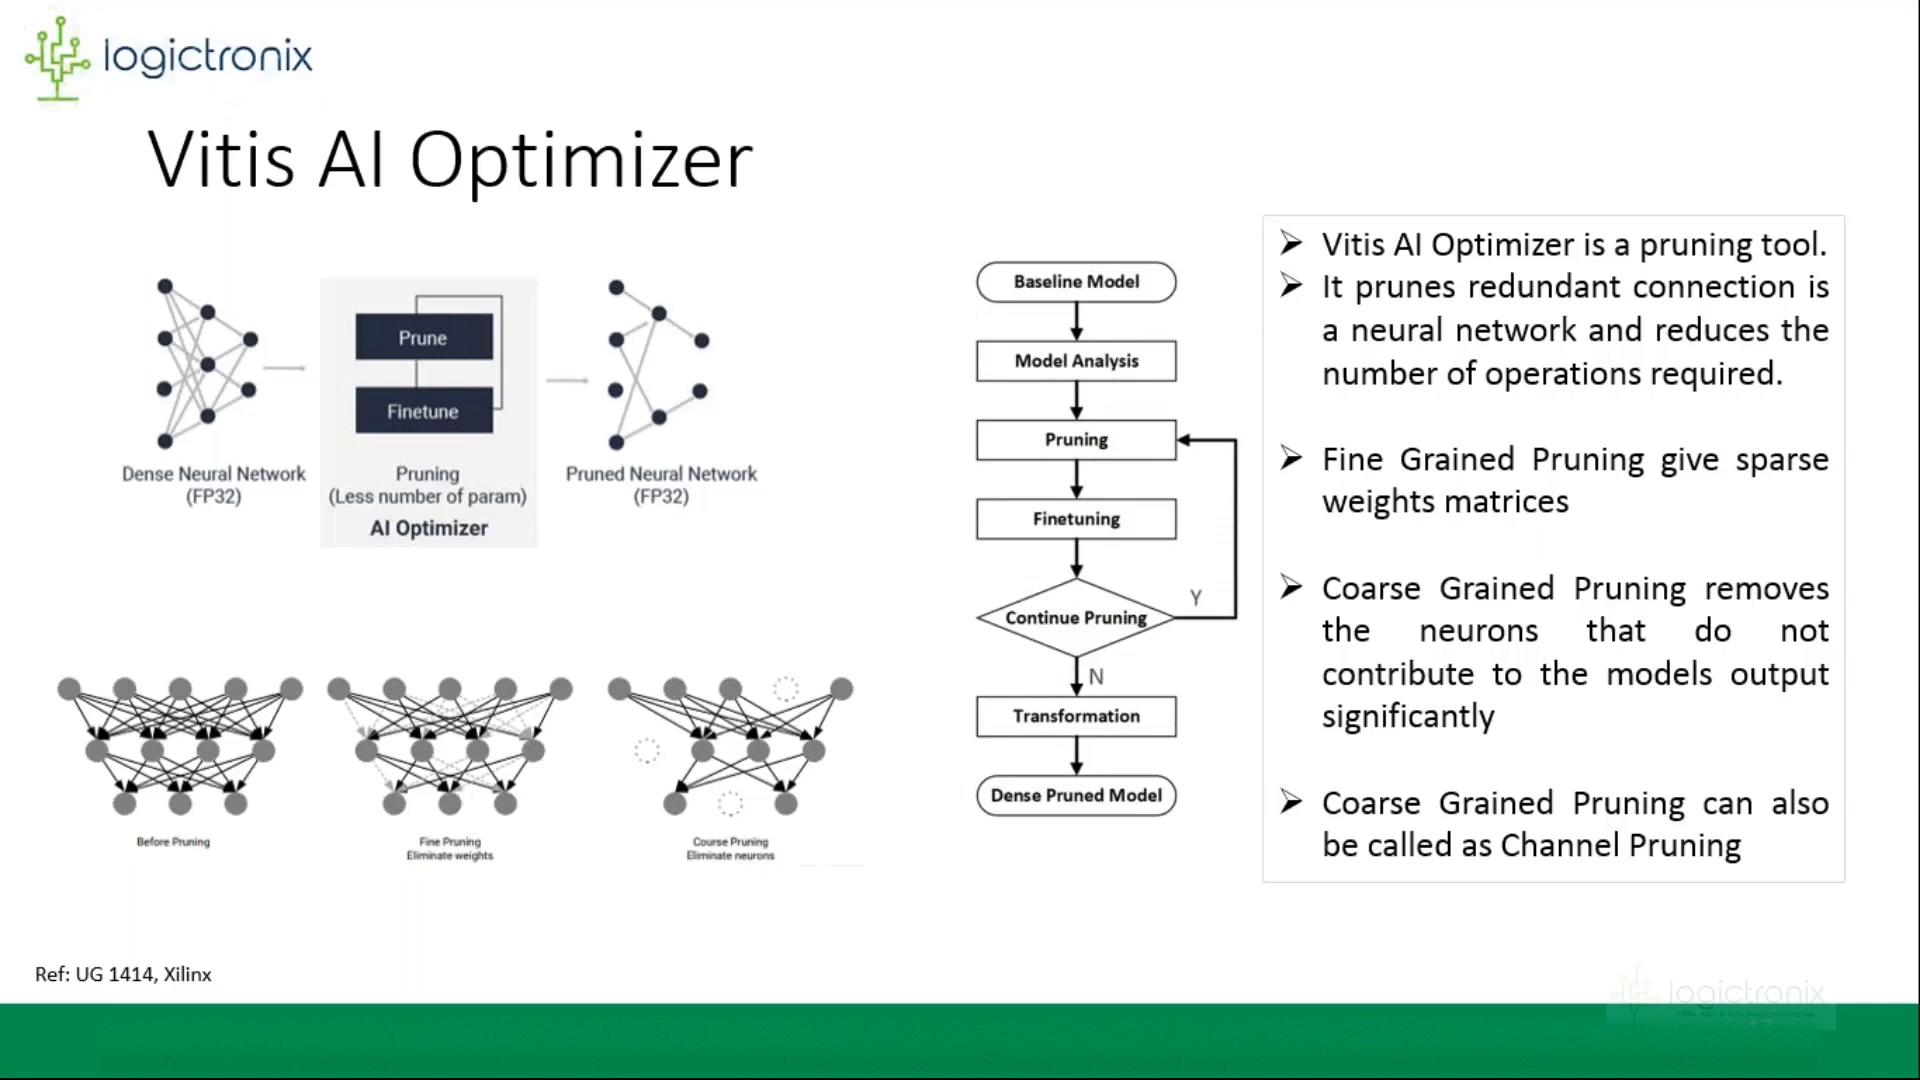 logictronix
Vitis AI Optimizer
Prune
Finetune
Dense Neural Network
(FP32)
Pruning
(Less number of param)
AI Optimizer
Pruned Neural Network
(FP32)
Before Pruning
Fine Pruning
Eliminate weights
Course Pruning
Eliminate neurons
Baseline Model
Model Analysis
Pruning
Finetuning
Continue Pruning
Y
N
Transformation
Dense Pruned Model
➢ Vitis AI Optimizer is a pruning tool.
➢ It prunes redundant connection is
a neural network and reduces the
number of operations required.
➢ Fine Grained Pruning give sparse
weights matrices
➢ Coarse Grained Pruning removes
the neurons that do not
contribute to the models output
significantly
➢ Coarse Grained Pruning can also
be called as Channel Pruning
Ref: UG 1414, Xilinx
logictronix